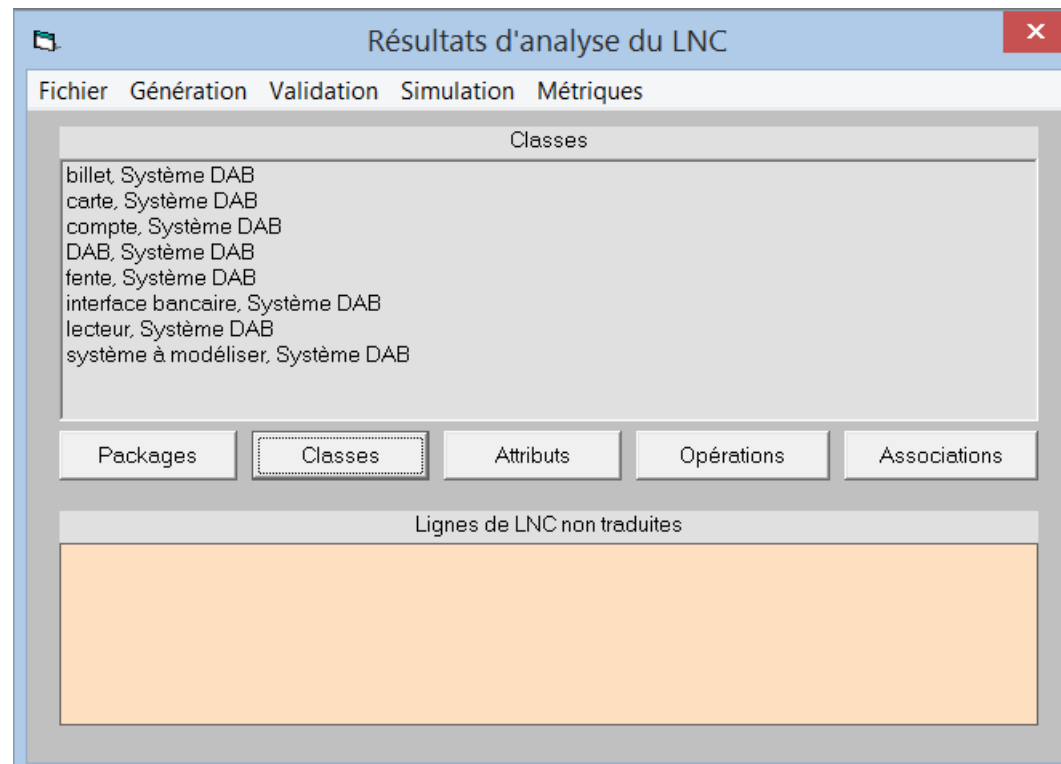 Résultats d'analyse du LNC
Fichier Génération Validation Simulation Métriques
Classes
billet, Système DAB
carte, Système DAB
compte, Système DAB
DAB, Système DAB
fente, Système DAB
interface bancaire, Système DAB
lecteur, Système DAB
système à modéliser, Système DAB
Packages Classes Attributs Opérations Associations
Lignes de LNC non traduites